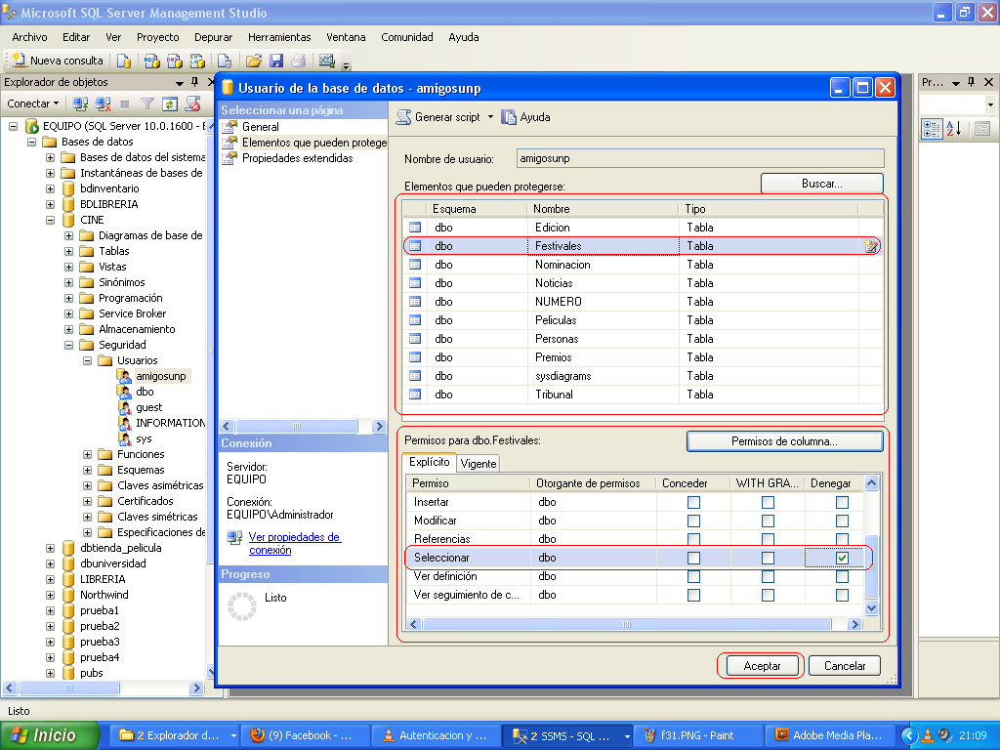 Microsoft SQL Server Management Studio
Archivo Editar Ver Proyecto Depurar Herramientas Ventana Comunidad Ayuda
Nueva consulta
Explorador de objetos
Conectar
EQUIPO (SQL Server 10.0.1600 - E
Bases de datos
Bases de datos del sistema
Instantáneas de bases de
bdinventario
BDLIBRERIA
CINE
Diagramas de base de
Tablas
Vistas
Sinónimos
Programación
Service Broker
Almacenamiento
Seguridad
Usuarios
amigosunp
dbo
guest
INFORMATION
sys
Funciones
Esquemas
Claves asimétricas
Certificados
Claves simétricas
Especificaciones de
dbtienda_pelicula
dbuniversidad
LIBRERIA
Northwind
prueba1
prueba2
prueba3
prueba4
pubs
Usuario de la base de datos - amigosunp
Seleccionar una página
General
Elementos que pueden protege
Propiedades extendidas
Conexión
Servidor:
EQUIPO
Conexión:
EQUIPO\Administrador
Ver propiedades de
conexión
Progreso
Listo
Generar script Ayuda
Nombre de usuario: amigosunp
Elementos que pueden protegerse: Buscar...
Esquema Nombre Tipo
dbo Edicion Tabla
dbo Festivales Tabla
dbo Nominacion Tabla
dbo Noticias Tabla
dbo NUMERO Tabla
dbo Peliculas Tabla
dbo Personas Tabla
dbo Premios Tabla
dbo sysdiagrams Tabla
dbo Tribunal Tabla
Permisos para dbo.Festivales: Permisos de columna...
Explícito Vigente
Permiso Otorgante de permisos Conceder WITH GRA... Denegar
Insertar dbo
Modificar dbo
Referencias dbo
Seleccionar dbo
Ver definición dbo
Ver seguimiento de c... dbo
Aceptar Cancelar
Pr...
Listo
Inicio 2 Explorador d... (9) Facebook - ... Autenticacion y ... 2 SSMS - SQL ... f31.PNG - Paint Adobe Media Pla... 21:09